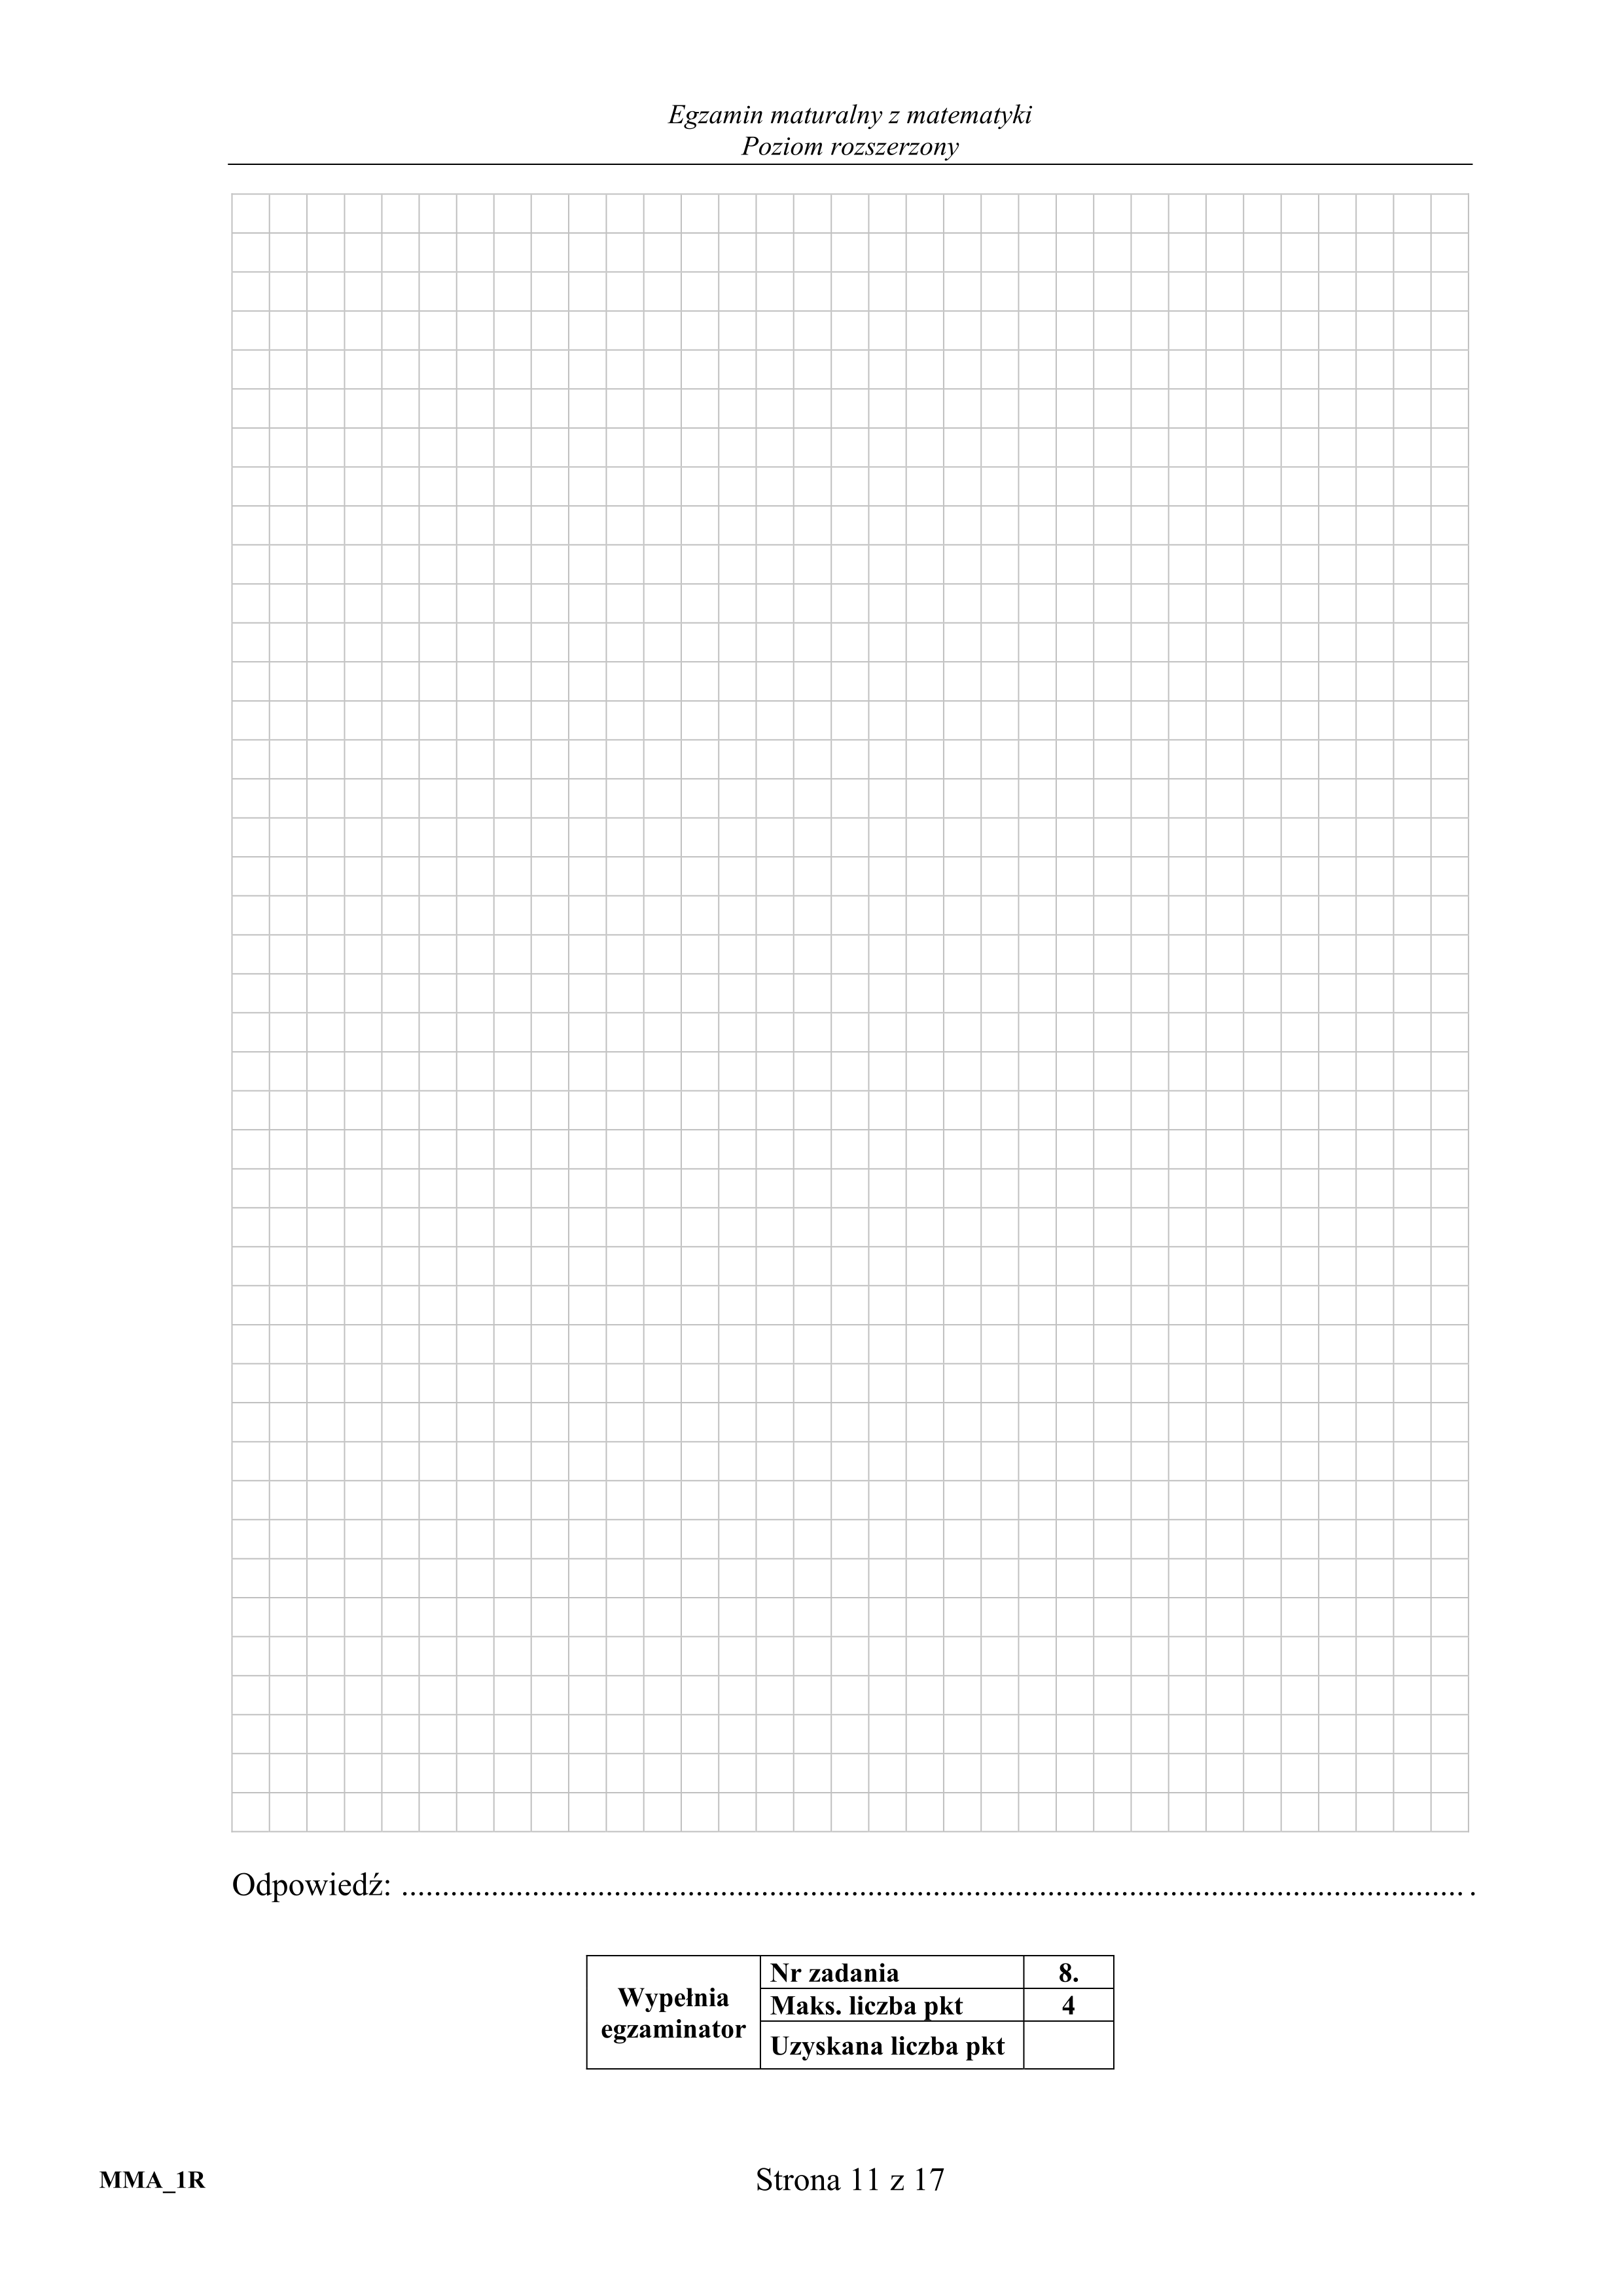 Egzamin maturalny z matematyki
Poziom rozszerzony
Odpowiedź: .................................................................................................................................. .
Wypełnia egzaminator
Nr zadania 8.
Maks. liczba pkt 4
Uzyskana liczba pkt
MMA_1R
Strona 11 z 17